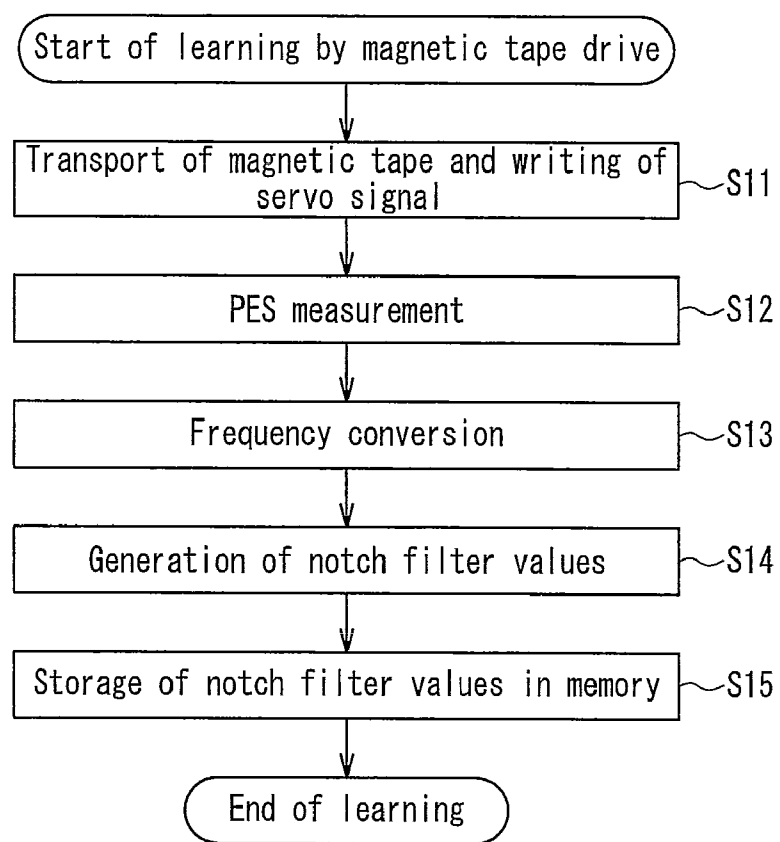 Start of learning by magnetic tape drive
Transport of magnetic tape and writing of
servo signal
S11
PES measurement
S12
Frequency conversion
S13
Generation of notch filter values
S14
Storage of notch filter values in memory
S15
End of learning